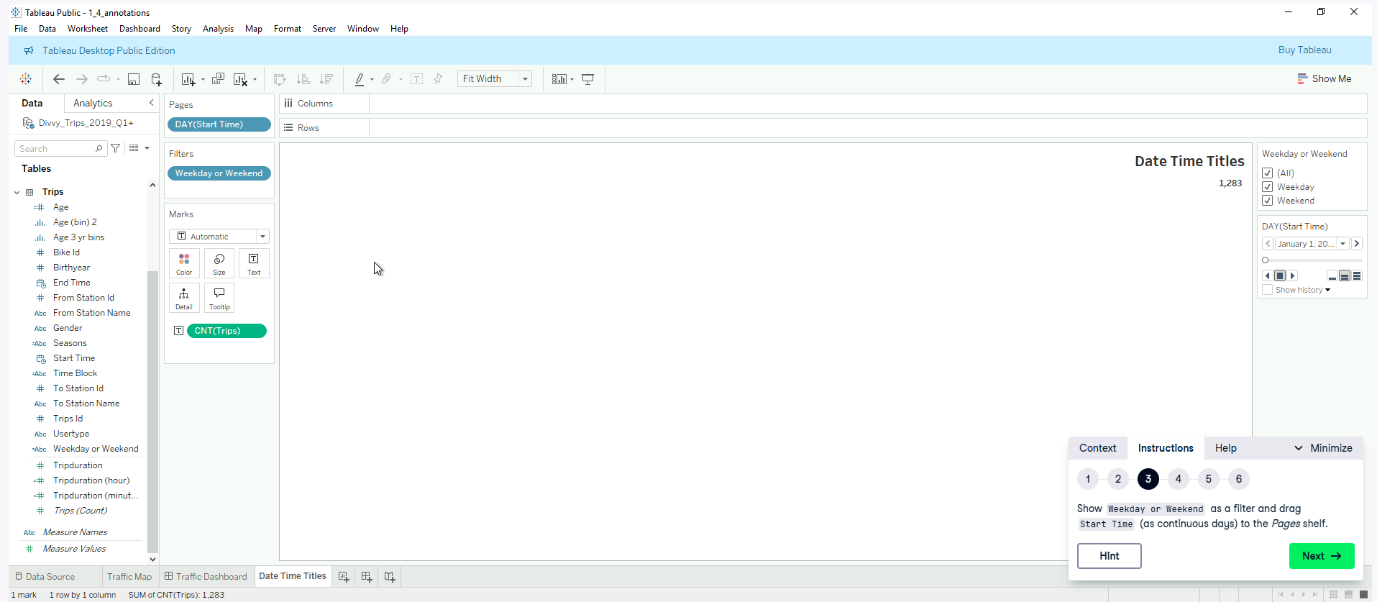 Tableau Public - 1_4_annotations
File Data Worksheet Dashboard Story Analysis Map Format Server Window Help
Tableau Desktop Public Edition
Buy Tableau
Fit Width
Show Me
Data Analytics
Divvy_Trips_2019_Q1+
Search
Tables
Trips
Age
Age (bin) 2
Age 3 yr bins
Bike Id
Birthyear
End Time
From Station Id
Abc From Station Name
Abc Gender
=Abc Seasons
Start Time
=Abc Time Block
To Station Id
Abc To Station Name
Trips Id
Abc Usertype
=Abc Weekday or Weekend
Tripduration
Tripduration (hour)
Tripduration (minut...
Trips (Count)
Abc Measure Names
Measure Values
Pages
DAY(Start Time)
Filters
Weekday or Weekend
Marks
Automatic
Color Size Text
Detail Tooltip
CNT(Trips)
Columns
Rows
Date Time Titles
1,283
Weekday or Weekend
(All)
Weekday
Weekend
DAY(Start Time)
January 1, 20...
Show history
Context Instructions Help Minimize
1 2 3 4 5 6
Show Weekday or Weekend as a filter and drag
Start Time (as continuous days) to the Pages shelf.
HInt
Next →
Data Source Traffic Map Traffic Dashboard Date Time Titles
1 mark 1 row by 1 column SUM of CNT(Trips): 1,283